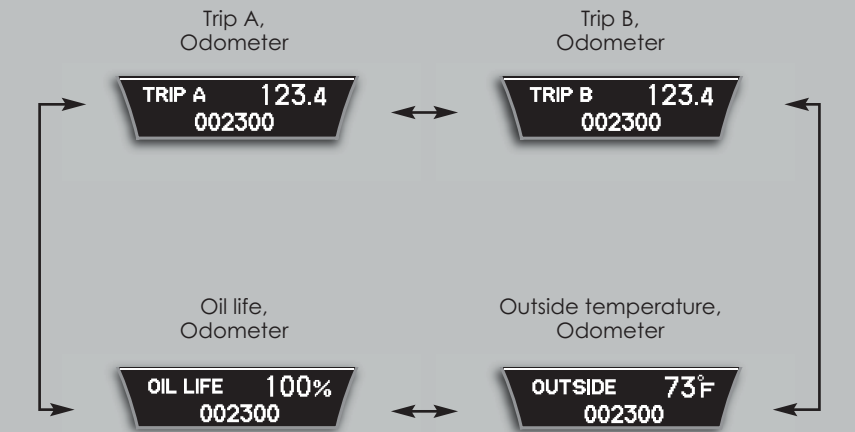 Trip A,
Odometer
Trip B,
Odometer
TRIP A 123.4
002300
TRIP B 123.4
002300
Oil life,
Odometer
Outside temperature,
Odometer
OIL LIFE 100%
002300
OUTSIDE 73°F
002300